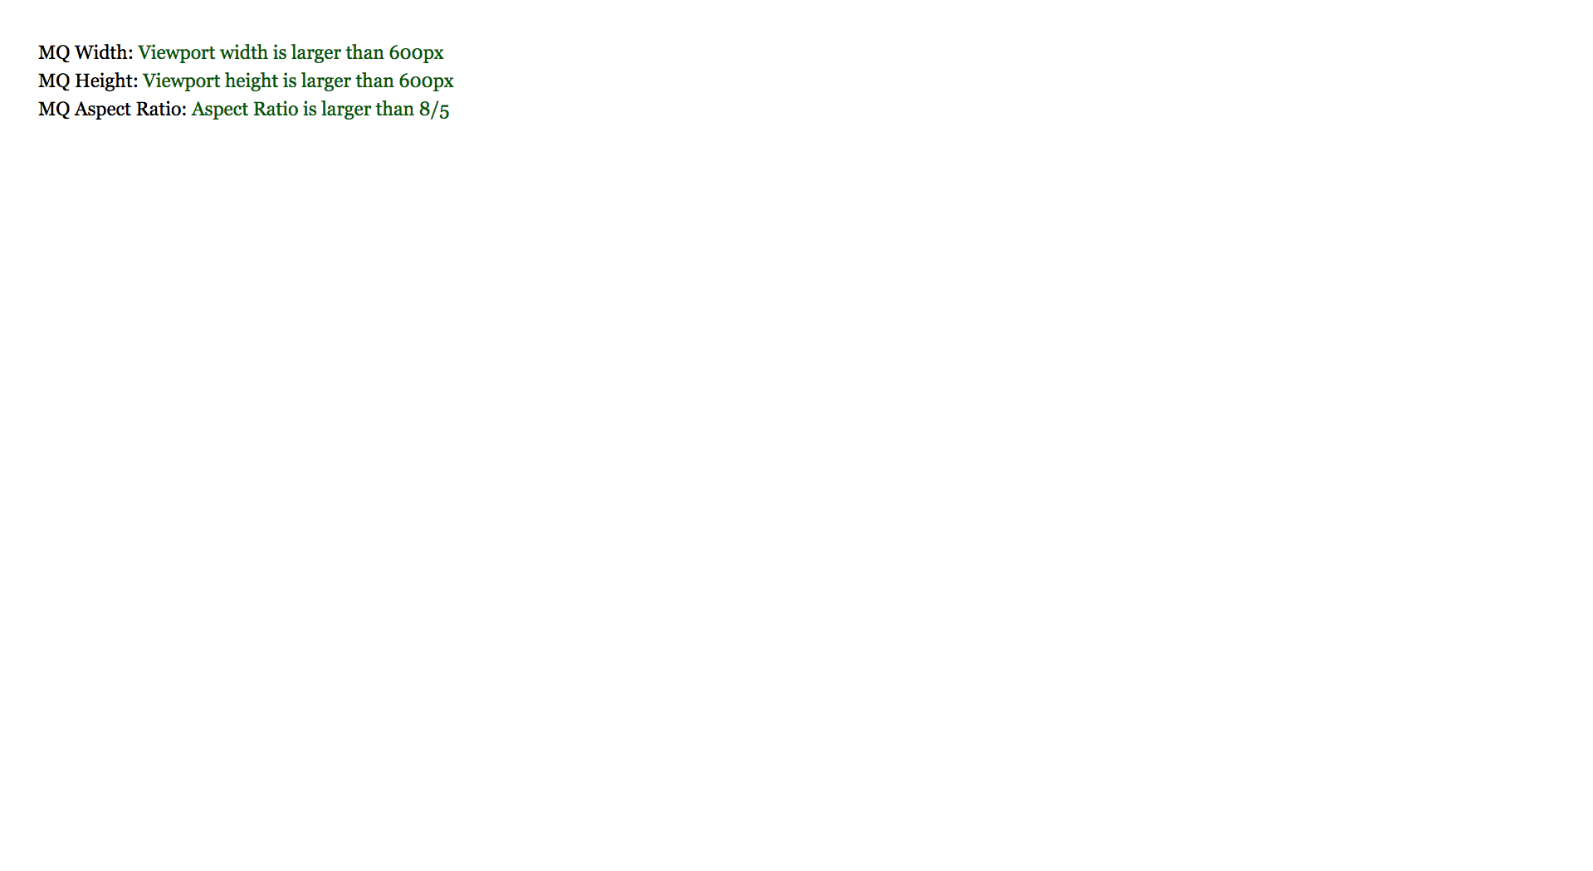 MQ Width: Viewport width is larger than 600px
MQ Height: Viewport height is larger than 600px
MQ Aspect Ratio: Aspect Ratio is larger than 8/5